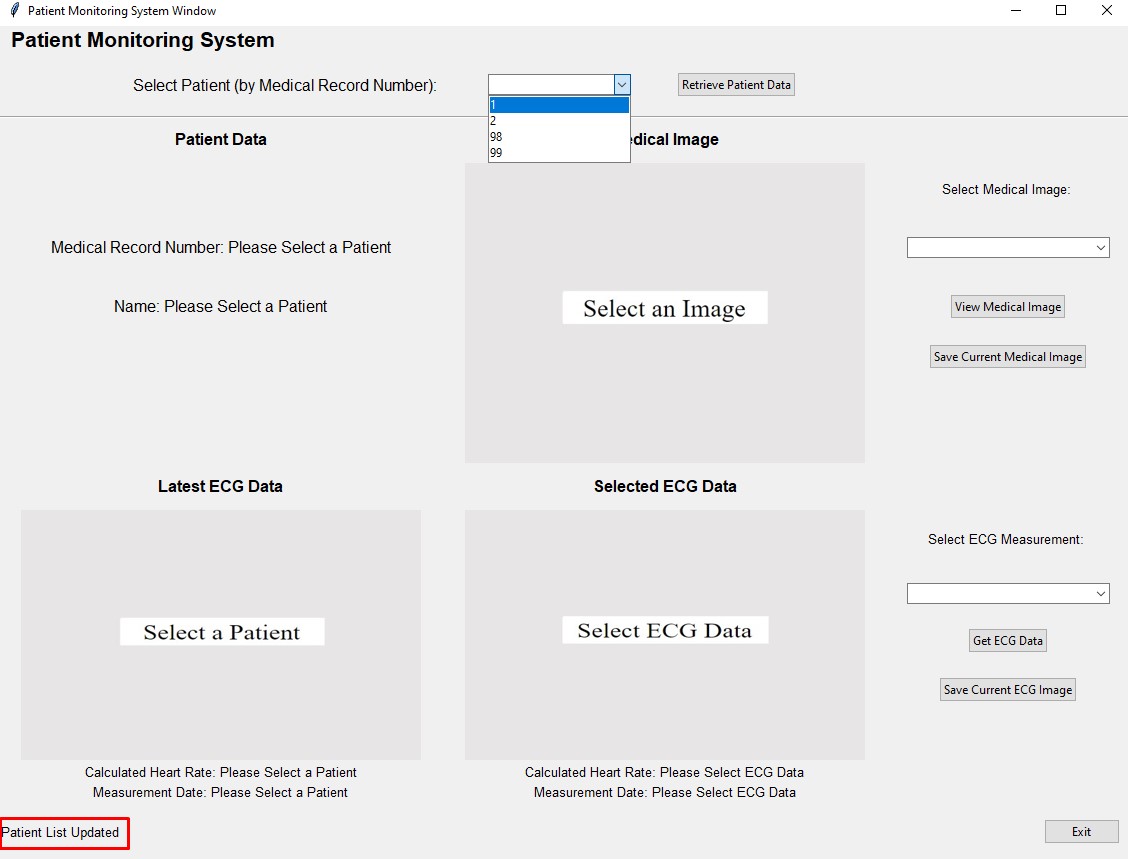 Patient Monitoring System Window
Patient Monitoring System
Select Patient (by Medical Record Number):
Retrieve Patient Data
1
2
98
99
Patient Data
dical Image
Select Medical Image:
Medical Record Number: Please Select a Patient
Name: Please Select a Patient
Select an Image
View Medical Image
Save Current Medical Image
Latest ECG Data
Selected ECG Data
Select ECG Measurement:
Select a Patient
Select ECG Data
Get ECG Data
Save Current ECG Image
Calculated Heart Rate: Please Select a Patient
Measurement Date: Please Select a Patient
Calculated Heart Rate: Please Select ECG Data
Measurement Date: Please Select ECG Data
Patient List Updated
Exit